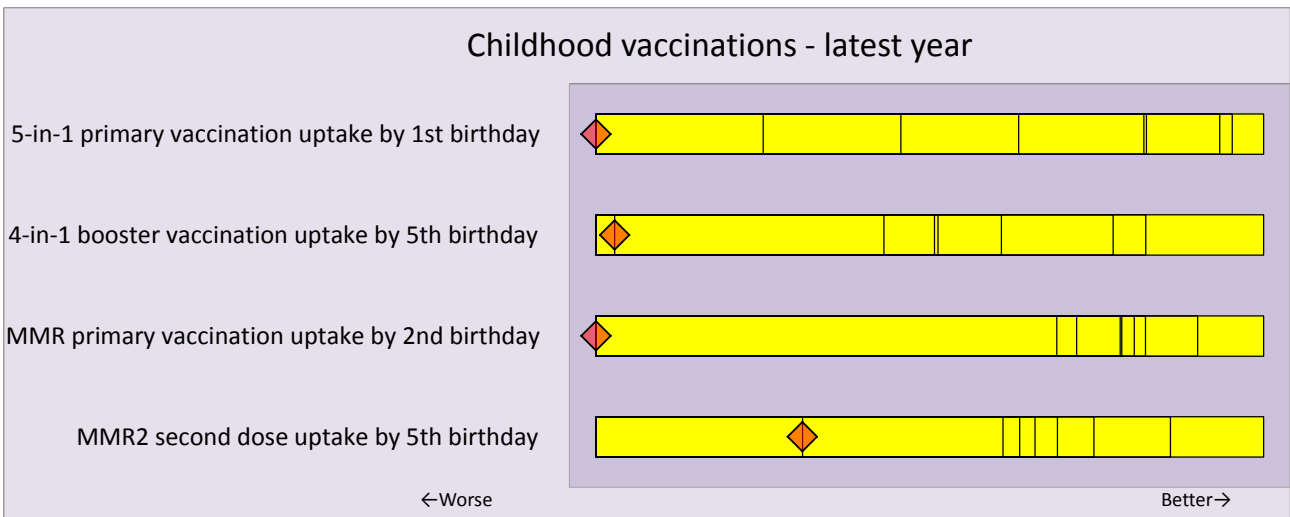 Childhood vaccinations - latest year
5-in-1 primary vaccination uptake by 1st birthday
4-in-1 booster vaccination uptake by 5th birthday
MMR primary vaccination uptake by 2nd birthday
MMR2 second dose uptake by 5th birthday
←Worse
Better→